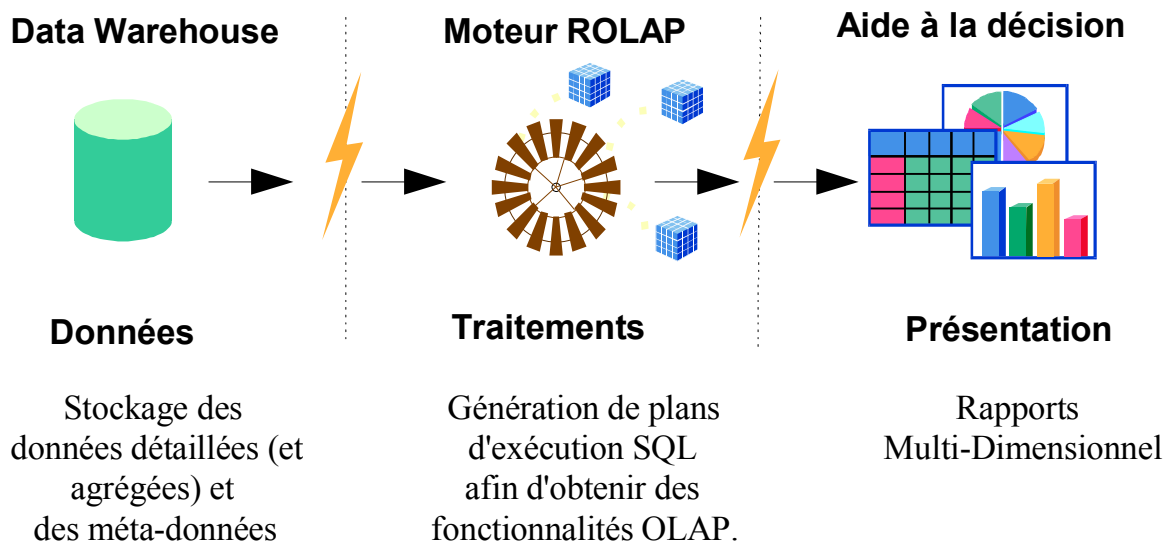 Data Warehouse
Moteur ROLAP
Aide à la décision
Données
Traitements
Présentation
Stockage des
données détaillées (et
agrégées) et
des méta-données
Génération de plans
d'exécution SQL
afin d'obtenir des
fonctionnalités OLAP.
Rapports
Multi-Dimensionnel